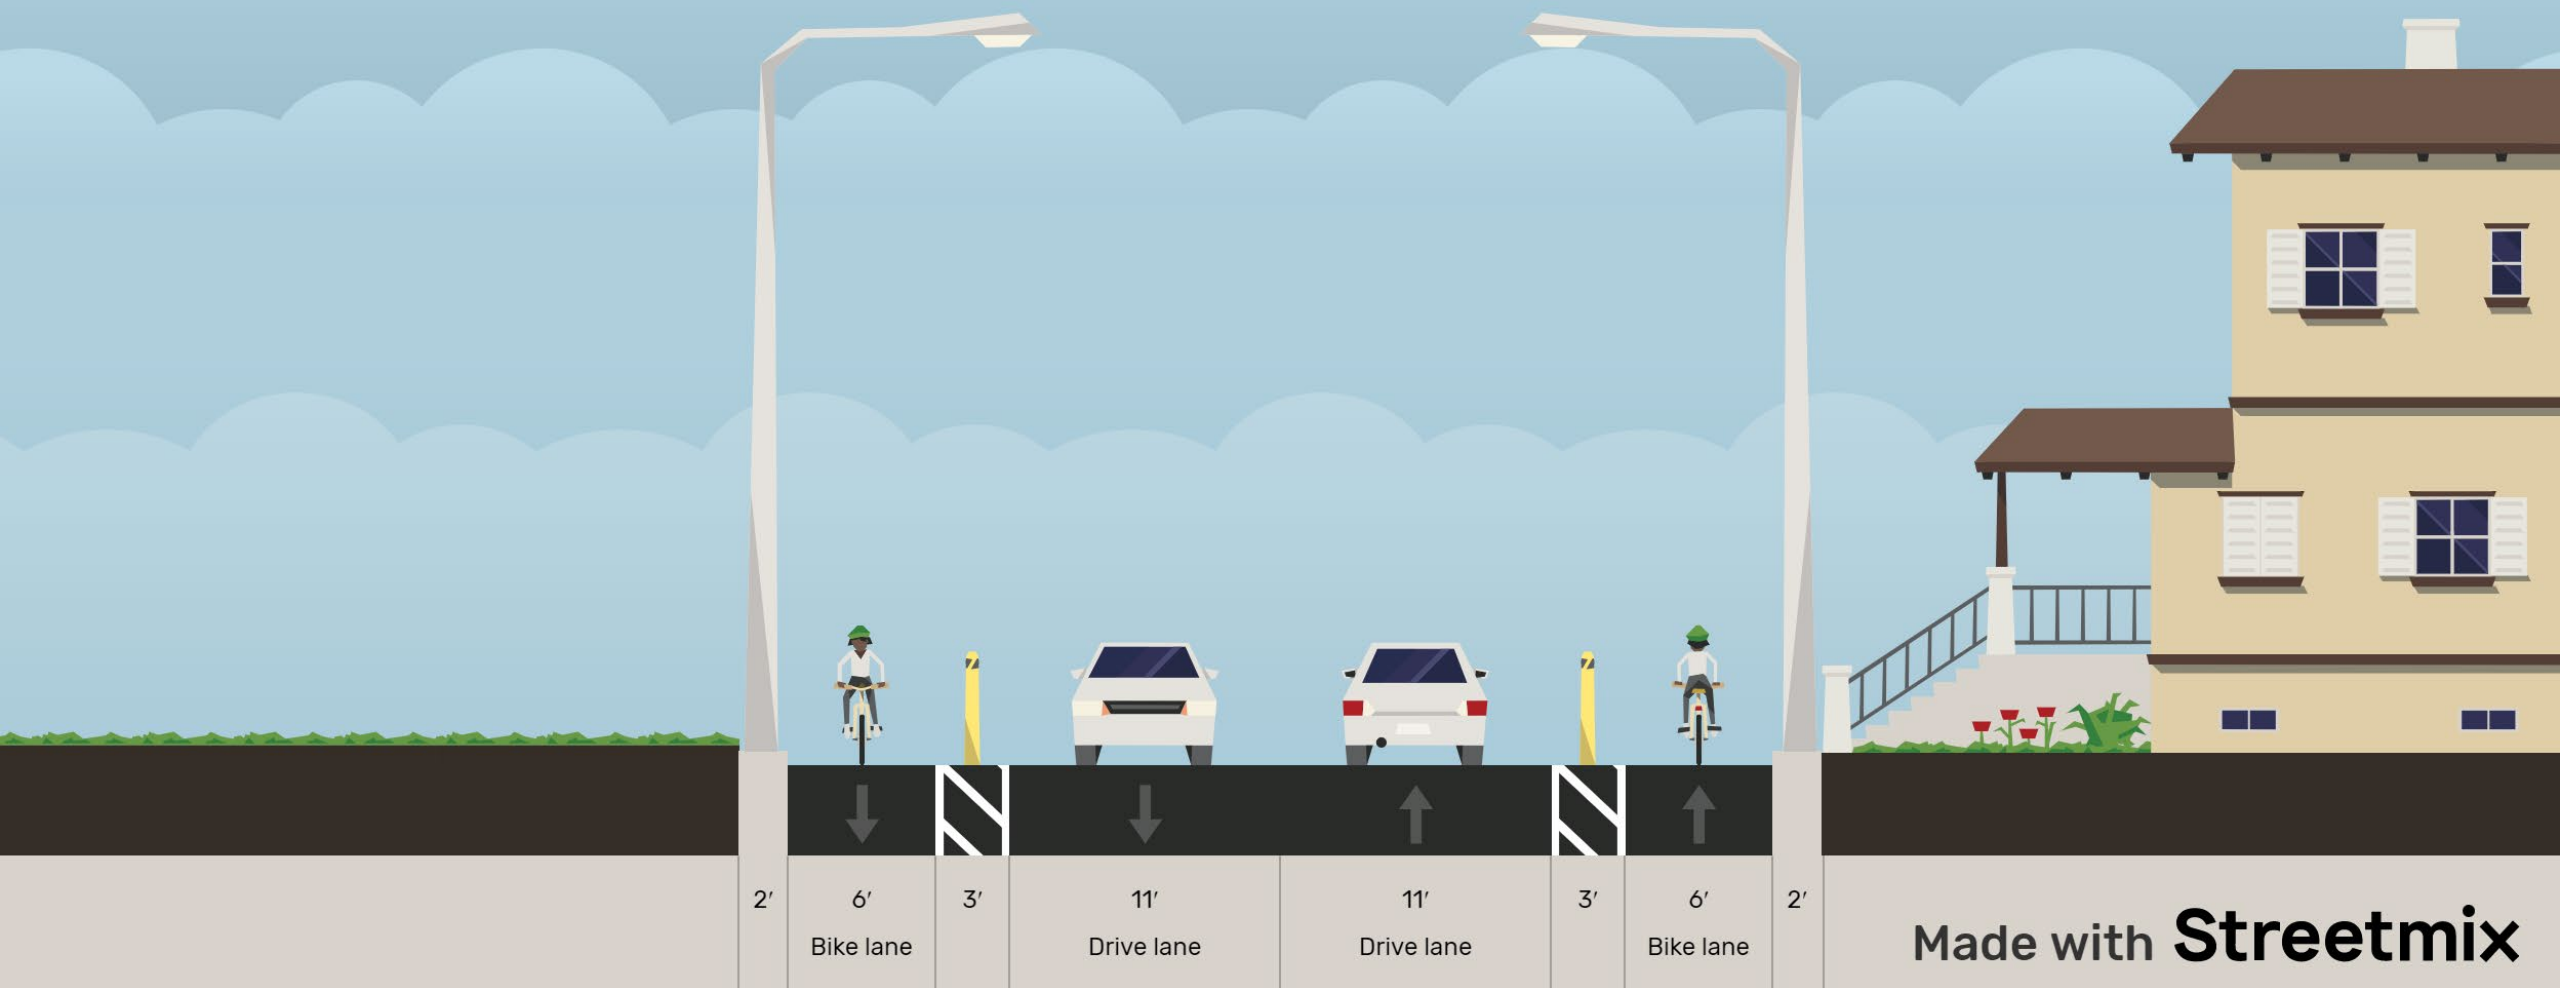 2′ 6′ 3′ 11′ 11′ 3′ 6′ 2′
Bike lane Drive lane Drive lane Bike lane
Made with Streetmix